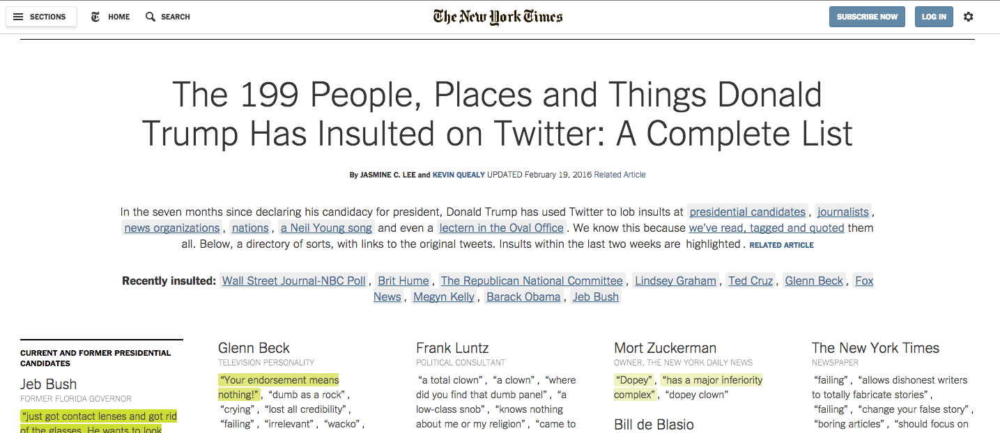 SECTIONS HOME SEARCH The New York Times SUBSCRIBE NOW LOG IN
The 199 People, Places and Things Donald
Trump Has Insulted on Twitter: A Complete List
By JASMINE C. LEE and KEVIN QUEALY UPDATED February 19, 2016 Related Article
In the seven months since declaring his candidacy for president, Donald Trump has used Twitter to lob insults at presidential candidates , journalists ,
news organizations , nations , a Neil Young song and even a lectern in the Oval Office . We know this because we've read, tagged and quoted them
all. Below, a directory of sorts, with links to the original tweets. Insults within the last two weeks are highlighted . RELATED ARTICLE
Recently insulted: Wall Street Journal-NBC Poll , Brit Hume , The Republican National Committee , Lindsey Graham , Ted Cruz , Glenn Beck , Fox
News , Megyn Kelly , Barack Obama , Jeb Bush
CURRENT AND FORMER PRESIDENTIAL
CANDIDATES
Jeb Bush
FORMER FLORIDA GOVERNOR
“just got contact lenses and got rid
of the glasses. He wants to look
Glenn Beck
TELEVISION PERSONALITY
“Your endorsement means
nothing!” , “dumb as a rock” ,
“crying” , “lost all credibility” ,
“failing” , “irrelevant” , “wacko” ,
Frank Luntz
POLITICAL CONSULTANT
“a total clown” , “a clown” , “where
did you find that dumb panel” , “a
low-class snob” , “knows nothing
about me or my religion” , “came to
Mort Zuckerman
OWNER, THE NEW YORK DAILY NEWS
“Dopey” , “has a major inferiority
complex” , “dopey clown”
Bill de Blasio
The New York Times
NEWSPAPER
“failing” , “allows dishonest writers
to totally fabricate stories” ,
“failing” , “change your false story” ,
“boring articles” , “should focus on